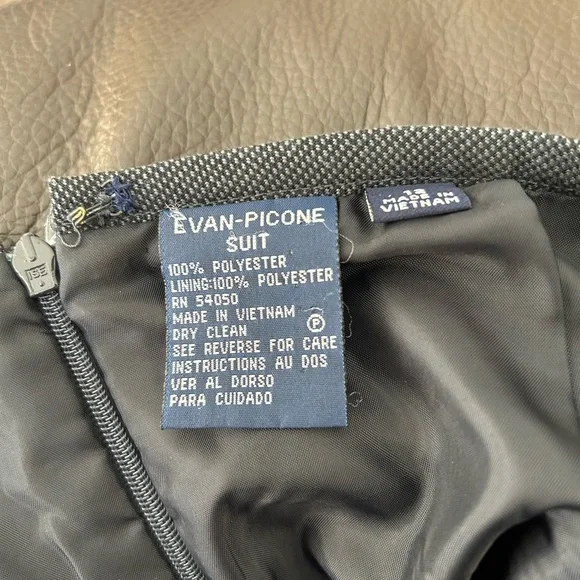 EVAN-PICONE
SUIT
100% POLYESTER
LINING:100% POLYESTER
RN 54050
MADE IN VIETNAM
DRY CLEAN Ⓟ
SEE REVERSE FOR CARE
INSTRUCTIONS AU DOS
VER AL DORSO
PARA CUIDADO
12
MADE IN
VIETNAM